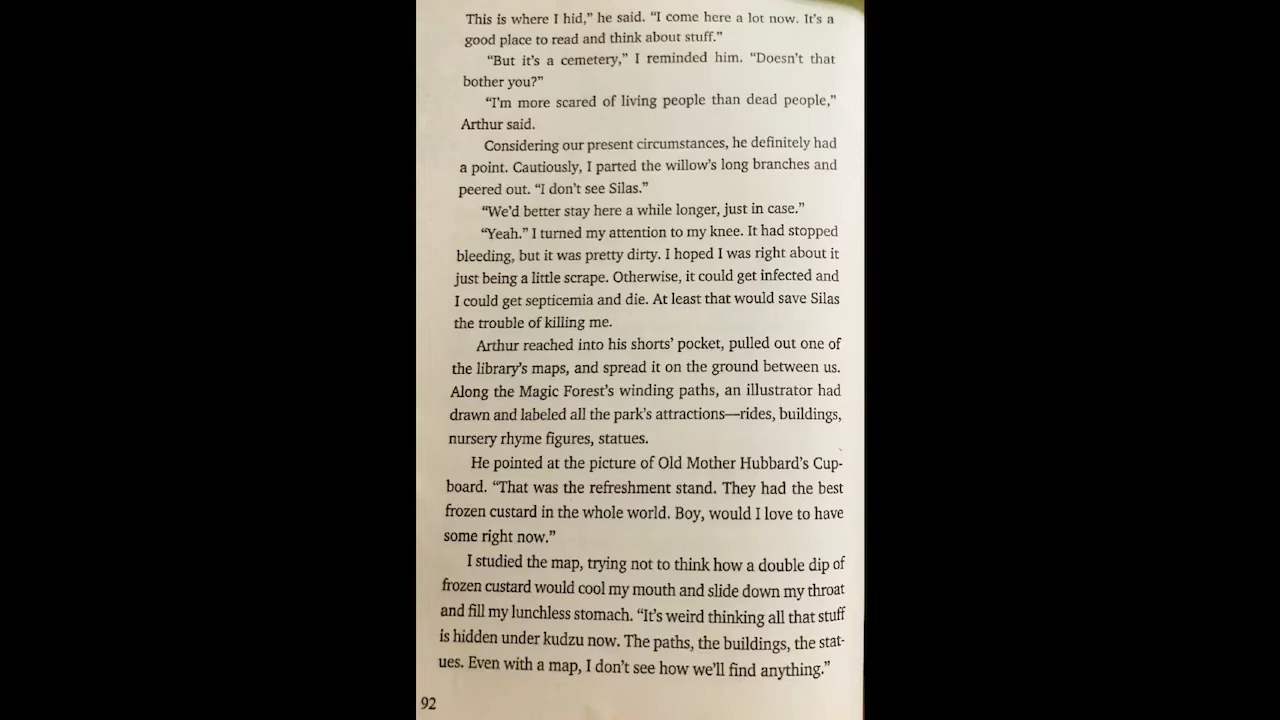 This is where I hid,” he said. “I come here a lot now. It’s a
good place to read and think about stuff.”
“But it’s a cemetery,” I reminded him. “Doesn’t that
bother you?”
“I’m more scared of living people than dead people,”
Arthur said.
Considering our present circumstances, he definitely had
a point. Cautiously, I parted the willow’s long branches and
peered out. “I don’t see Silas.”
“We’d better stay here a while longer, just in case.”
“Yeah.” I turned my attention to my knee. It had stopped
bleeding, but it was pretty dirty. I hoped I was right about it
just being a little scrape. Otherwise, it could get infected and
I could get septicemia and die. At least that would save Silas
the trouble of killing me.
Arthur reached into his shorts’ pocket, pulled out one of
the library’s maps, and spread it on the ground between us.
Along the Magic Forest’s winding paths, an illustrator had
drawn and labeled all the park’s attractions—rides, buildings,
nursery rhyme figures, statues.
He pointed at the picture of Old Mother Hubbard’s Cup-
board. “That was the refreshment stand. They had the best
frozen custard in the whole world. Boy, would I love to have
some right now.”
I studied the map, trying not to think how a double dip of
frozen custard would cool my mouth and slide down my throat
and fill my lunchless stomach. “It’s weird thinking all that stuff
is hidden under kudzu now. The paths, the buildings, the stat-
ues. Even with a map, I don’t see how we’ll find anything.”
92